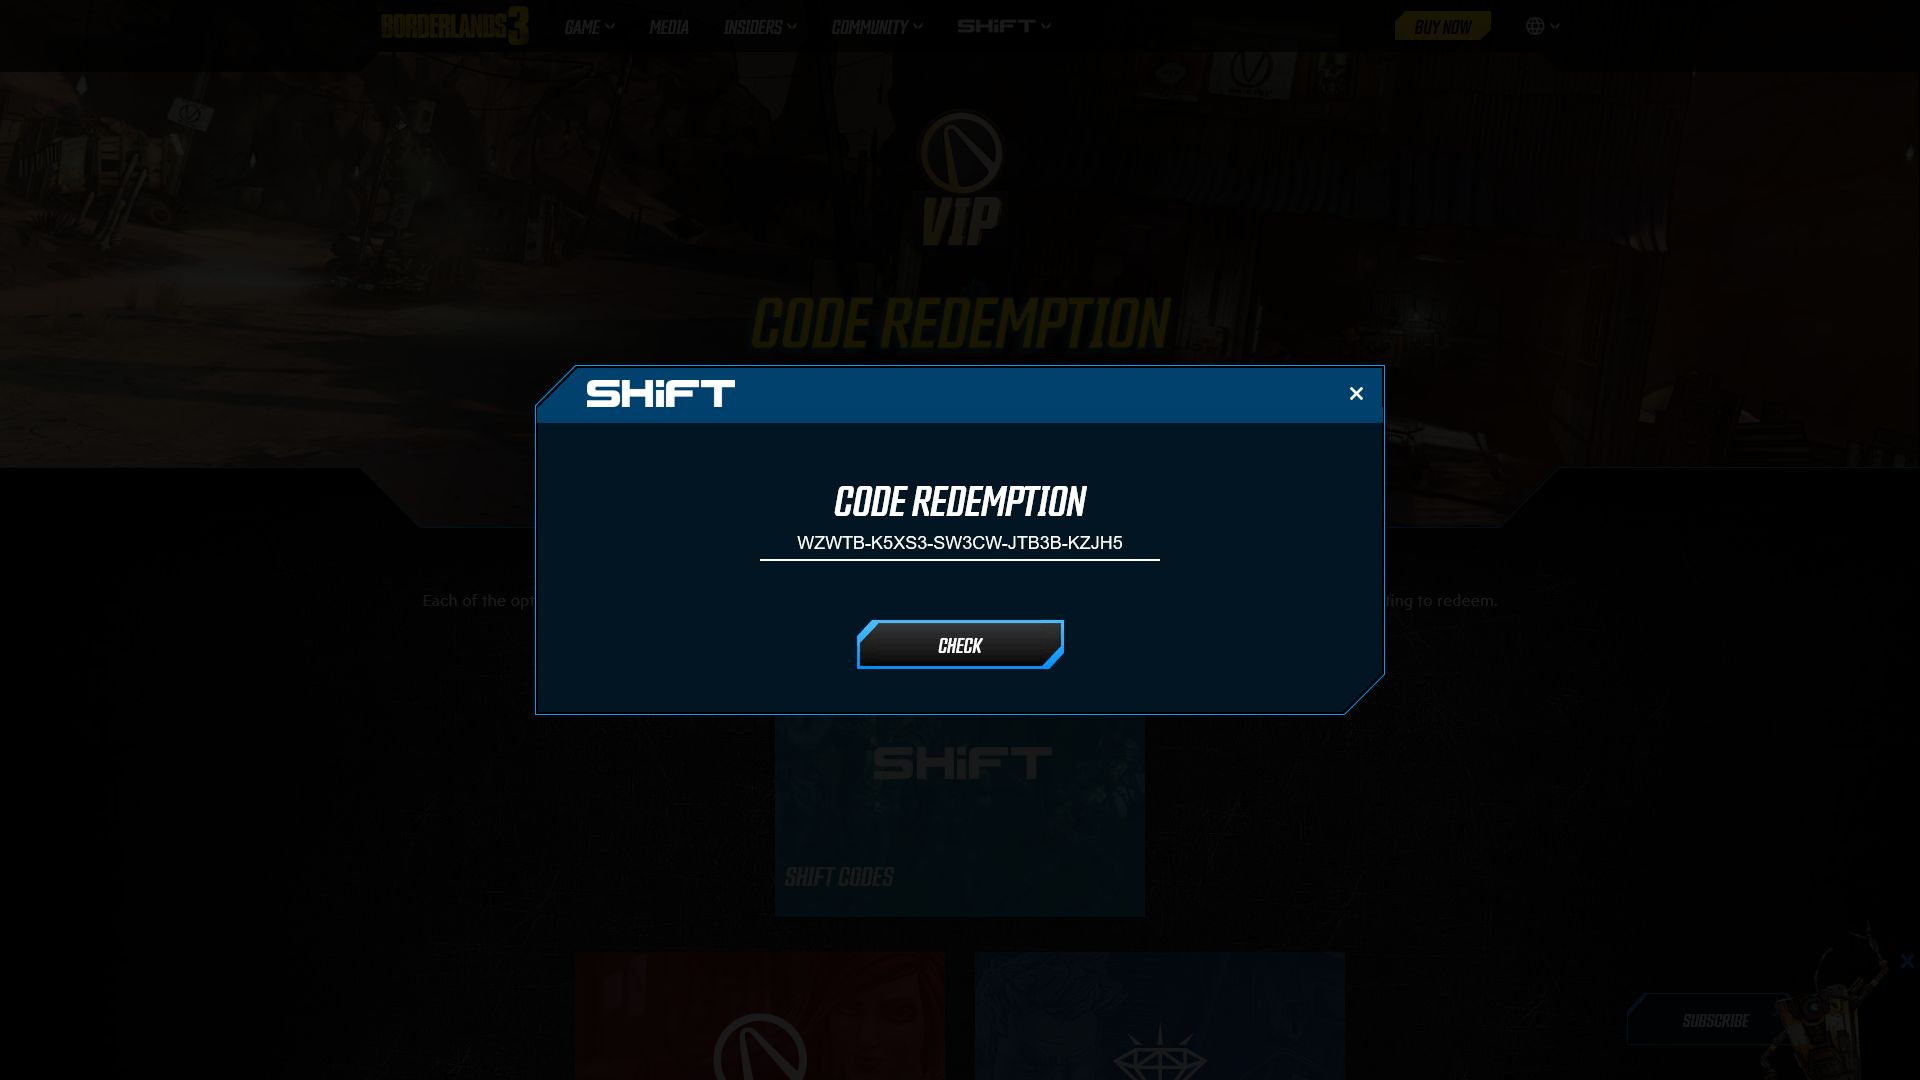 BORDERLANDS 3
GAME
MEDIA
INSIDERS
COMMUNITY
SHiFT
BUY NOW
VIP
CODE REDEMPTION
SHiFT
CODE REDEMPTION
WZWTB-K5XS3-SW3CW-JTB3B-KZJH5
Each of the opt
ting to redeem.
CHECK
SHiFT
SHIFT CODES
SUBSCRIBE